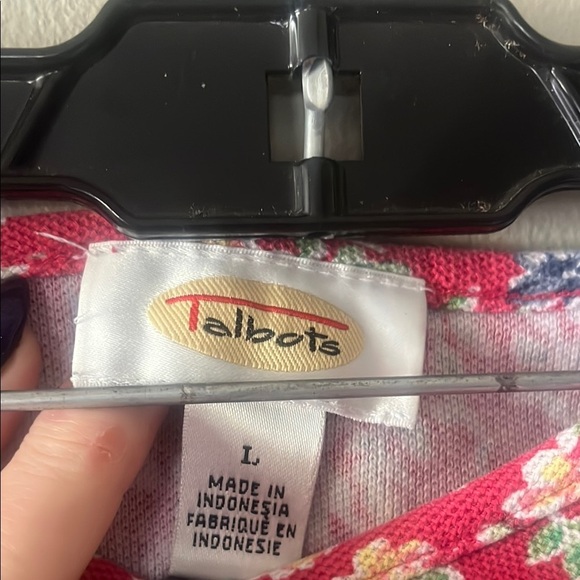 Talbots
L
MADE IN
INDONESIA
FABRIQUÉ EN
INDONESIE